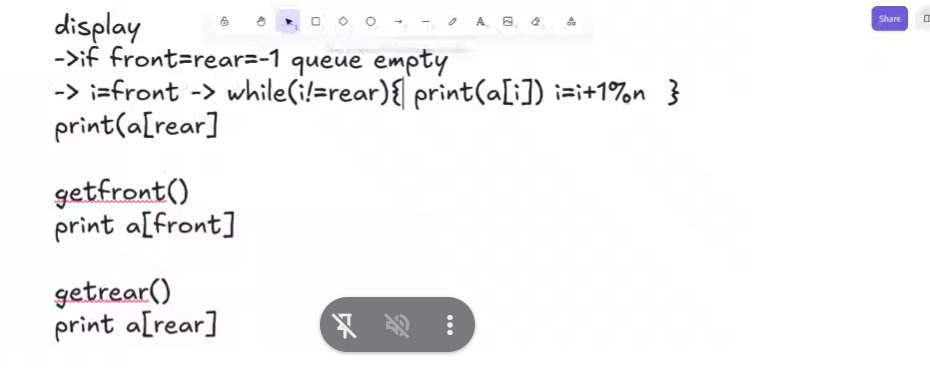 Share
display
->if front=rear=-1 queue empty
-> i=front -> while(i!=rear){ print(a[i]) i=i+1%n }
print(a[rear]
getfront()
print a[front]
getrear()
print a[rear]